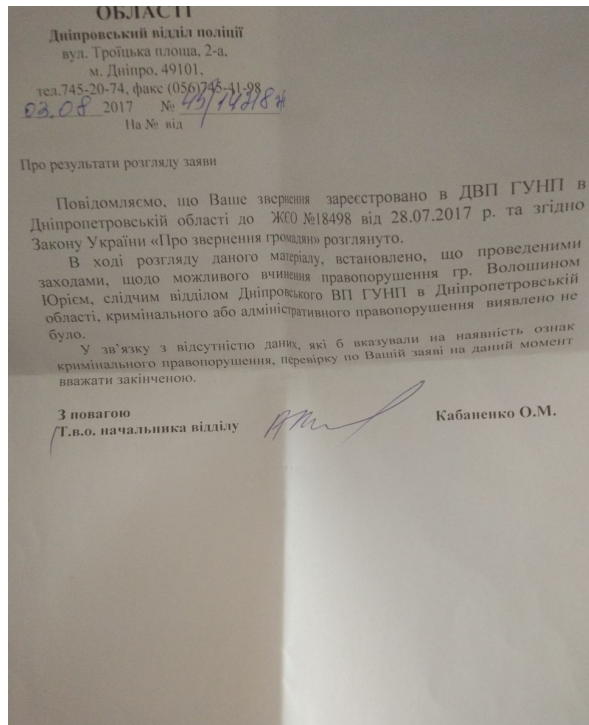 ОБЛАСТІ
Дніпровський відділ поліції
вул. Троїцька площа, 2-а,
м. Дніпро, 49101,
тел.745-20-74, факс (056)745-41-98
03.08 2017 № 45/14218ж
На № від
Про результати розгляду заяви
Повідомляємо, що Ваше звернення зареєстровано в ДВП ГУНП в
Дніпропетровській області до ЖЄО №18498 від 28.07.2017 р. та згідно
Закону України «Про звернення громадян» розглянуто.
В ході розгляду даного матеріалу, встановлено, що проведеними
заходами, щодо можливого вчинення правопорушення гр. Волошином
Юрієм, слідчим відділом Дніпровського ВП ГУНП в Дніпропетровській
області, кримінального або адміністративного правопорушення виявлено не
було.
У зв’язку з відсутністю даних, які б вказували на наявність ознак
кримінального правопорушення, перевірку по Вашій заяві на даний момент
вважати закінченою.
З повагою
Т.в.о. начальника відділу Кабаненко О.М.